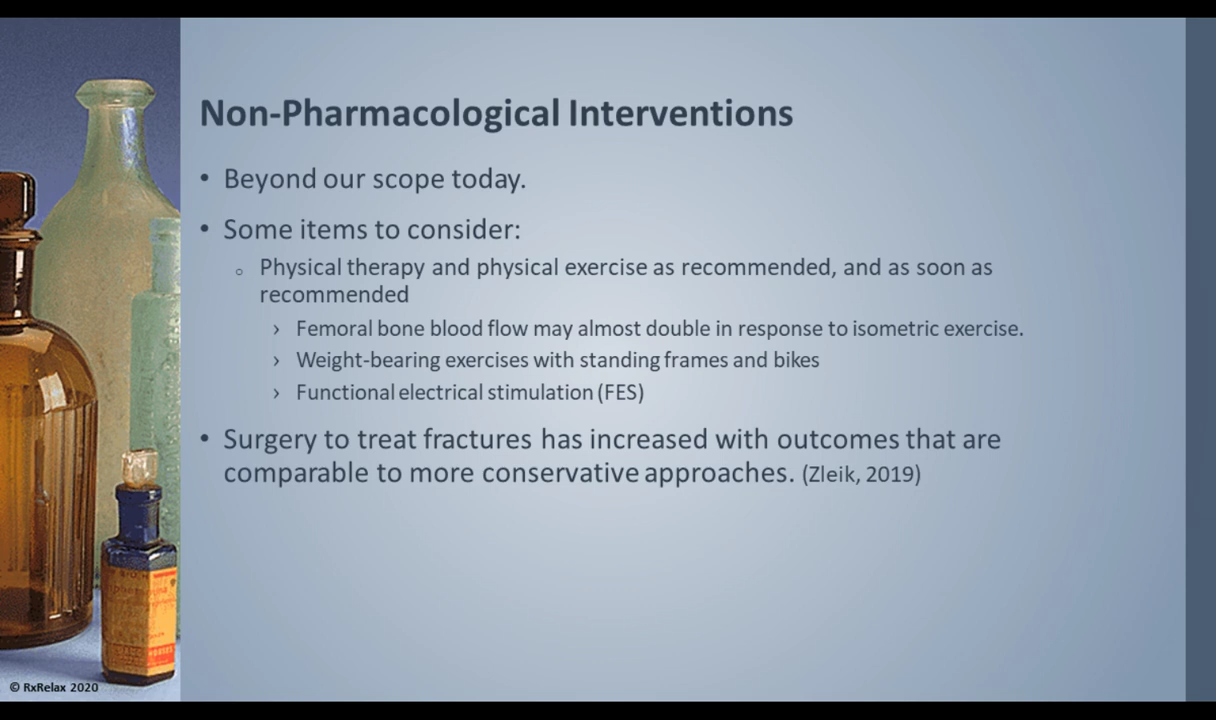 Non-Pharmacological Interventions
• Beyond our scope today.
• Some items to consider:
○ Physical therapy and physical exercise as recommended, and as soon as
recommended
› Femoral bone blood flow may almost double in response to isometric exercise.
› Weight-bearing exercises with standing frames and bikes
› Functional electrical stimulation (FES)
• Surgery to treat fractures has increased with outcomes that are
comparable to more conservative approaches. (Zleik, 2019)
© RxRelax 2020